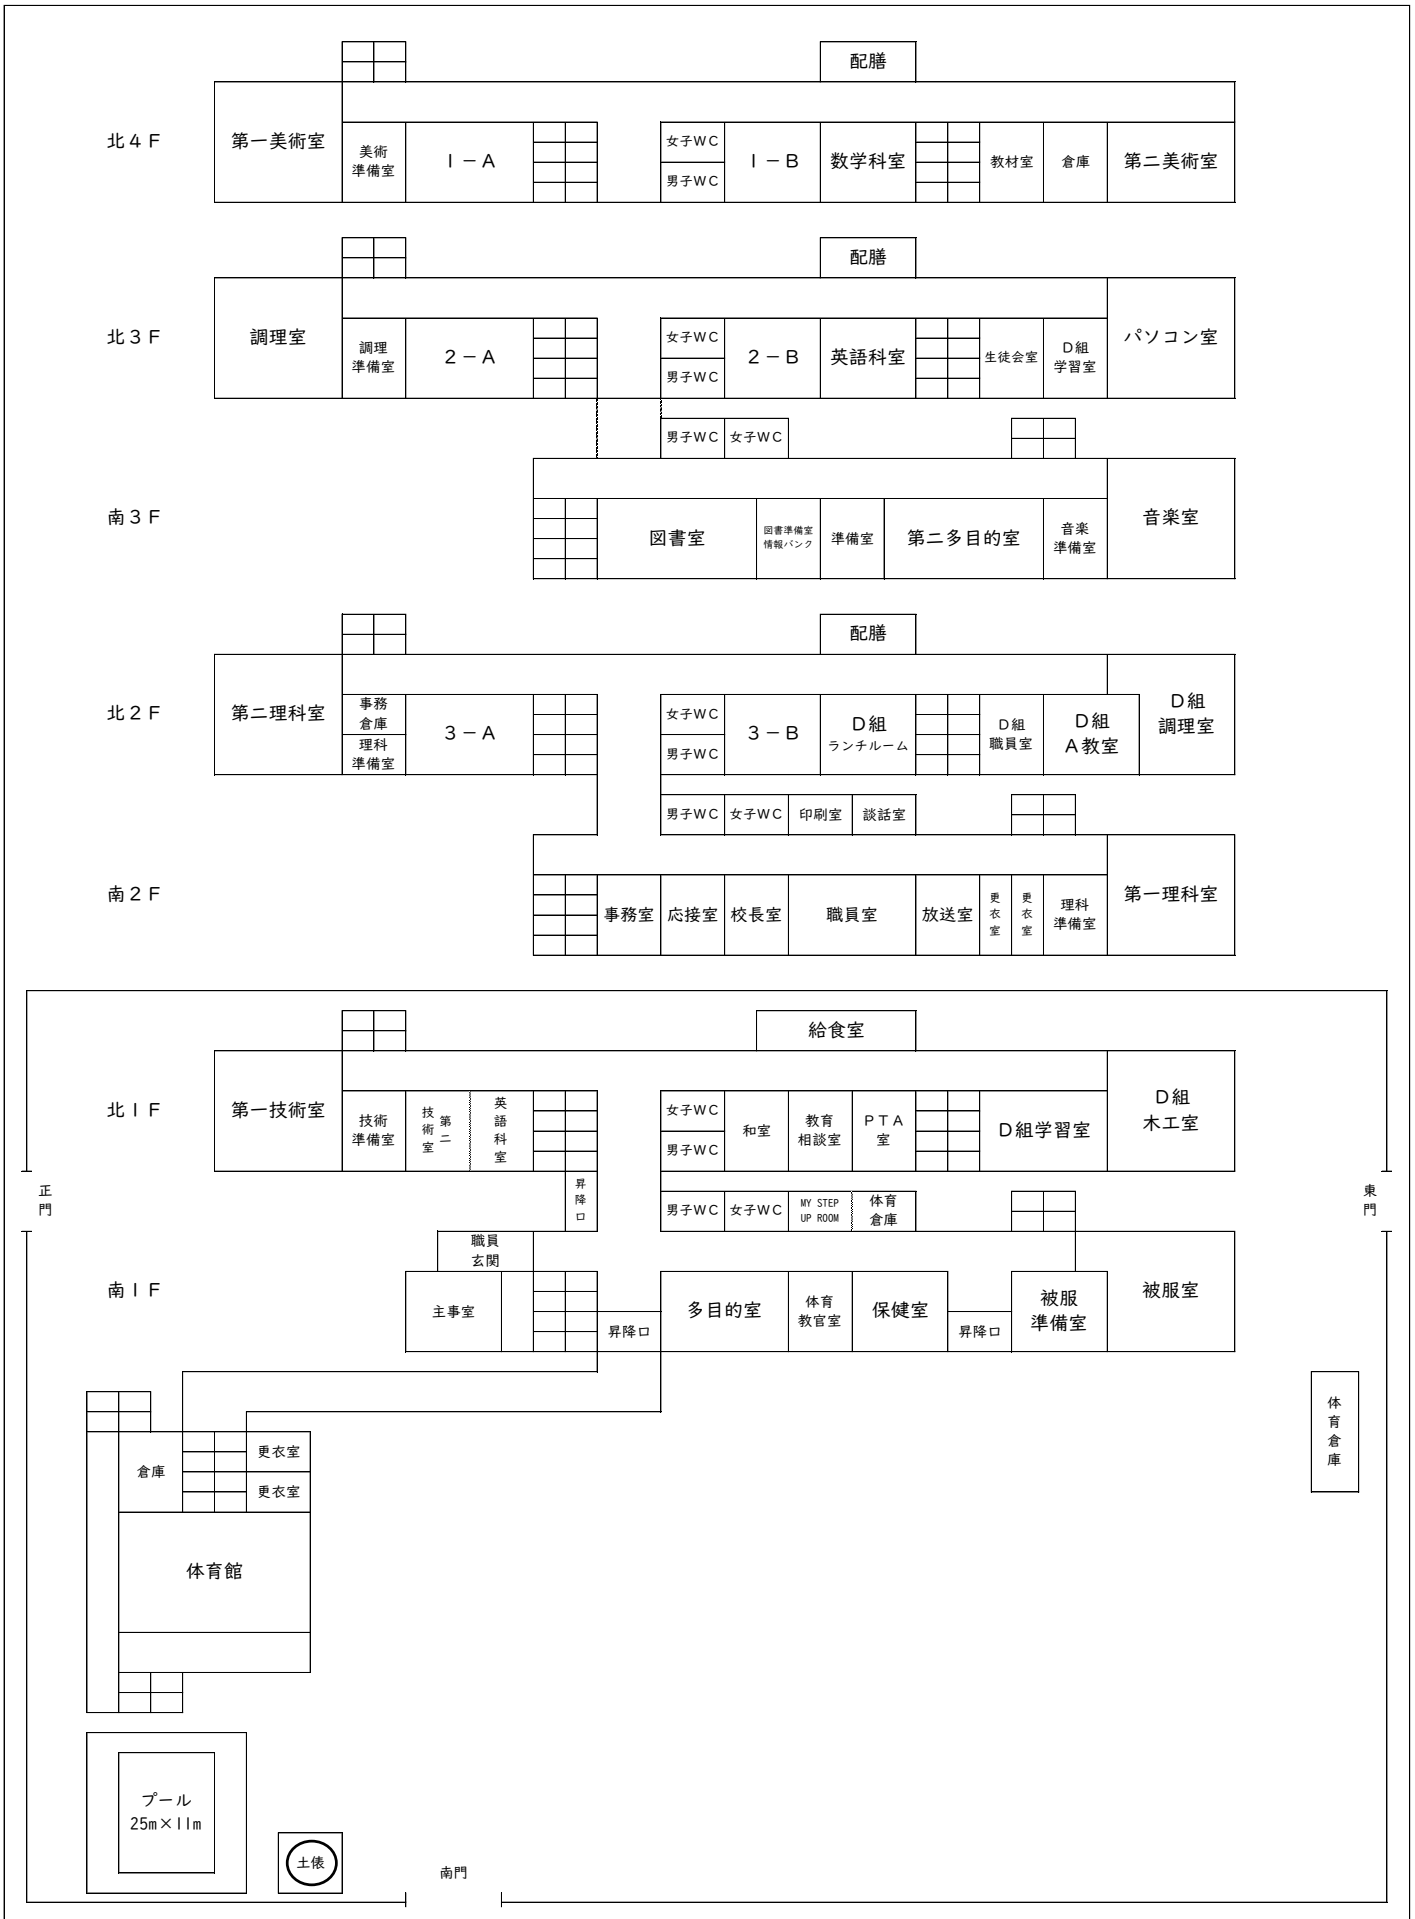 配膳
北4F
第一美術室
美術
準備室
1-A
女子WC
男子WC
1-B
数学科室
教材室
倉庫
第二美術室
配膳
北3F
調理室
調理
準備室
2-A
女子WC
男子WC
2-B
英語科室
生徒会室
D組
学習室
パソコン室
男子WC
女子WC
南3F
図書室
図書準備室
情報バンク
準備室
第二多目的室
音楽
準備室
音楽室
配膳
北2F
第二理科室
事務
倉庫
理科
準備室
3-A
女子WC
男子WC
3-B
D組
ランチルーム
D組
職員室
D組
A教室
D組
調理室
男子WC
女子WC
印刷室
談話室
南2F
事務室
応接室
校長室
職員室
放送室
更衣室
更衣室
理科
準備室
第一理科室
給食室
北1F
第一技術室
技術
準備室
第二
技術室
英語科室
女子WC
男子WC
和室
教育
相談室
PTA
室
D組学習室
D組
木工室
正門
昇降口
男子WC
女子WC
MY STEP
UP ROOM
体育
倉庫
東門
職員
玄関
南1F
主事室
昇降口
多目的室
体育
教官室
保健室
昇降口
被服
準備室
被服室
体育倉庫
倉庫
更衣室
更衣室
体育館
プール
25m×11m
土俵
南門